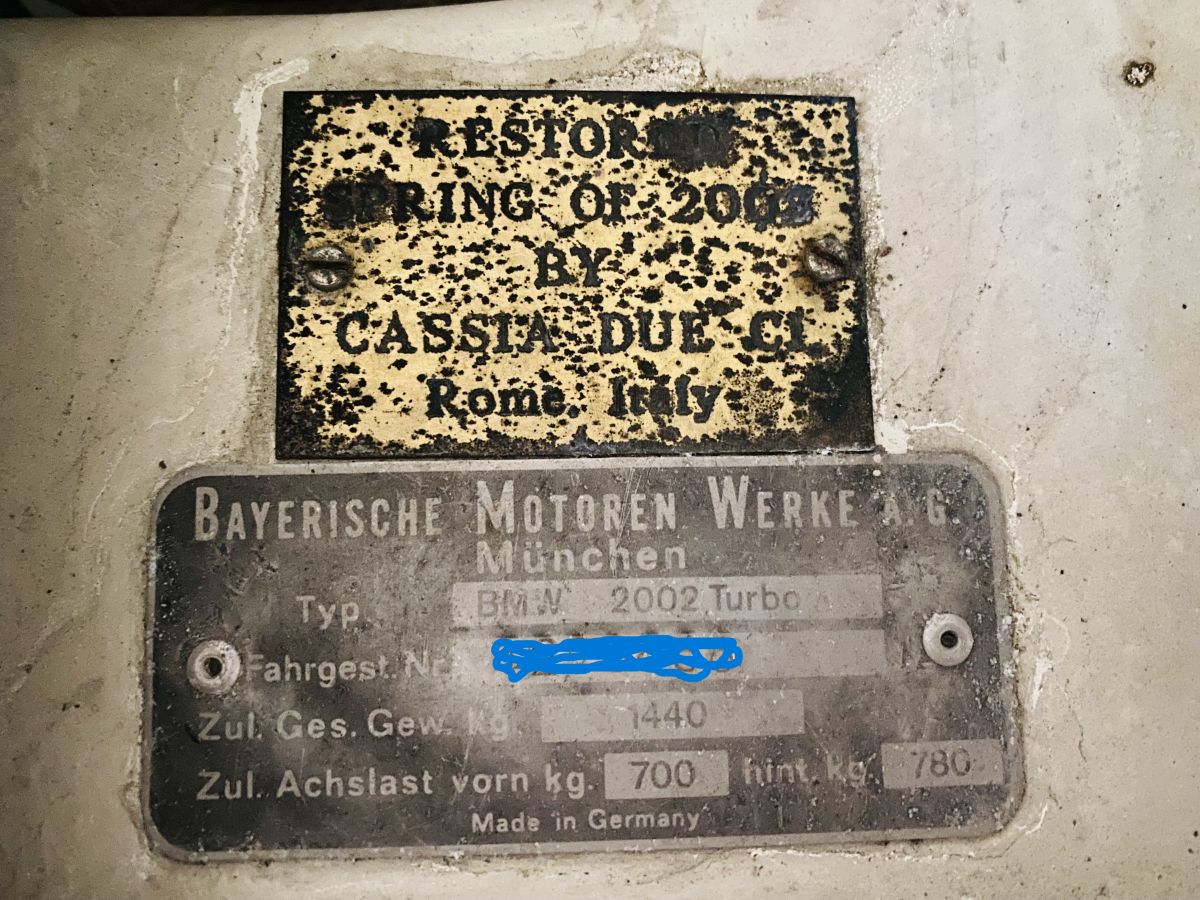 RESTORED
SPRING OF
BY
CASSIA DUE CI
Rome, Italy
BAYERISCHE MOTOREN WERKE A.G.
München
Typ BMW 2002 Turbo
Fahrgest. Nr.
Zul. Ges. Gew. kg. 1440
Zul. Achslast vorn kg. 700 hint. kg. 780
Made in Germany